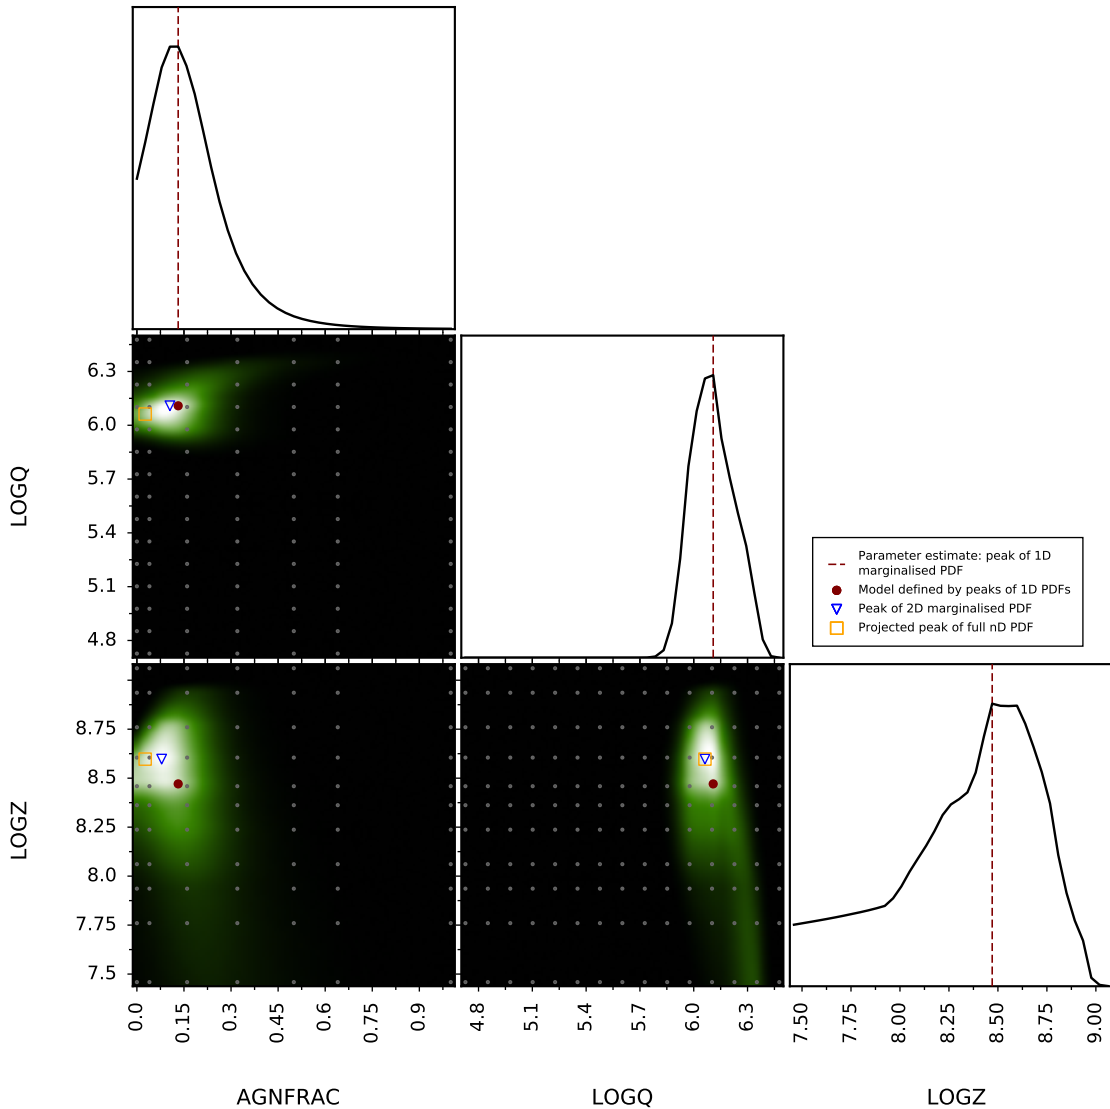 6.3
6.0
5.7
5.4
5.1
4.8
LOGQ
Parameter estimate: peak of 1D
marginalised PDF
Model defined by peaks of 1D PDFs
Peak of 2D marginalised PDF
Projected peak of full nD PDF
8.75
8.5
8.25
8.0
7.75
7.5
LOGZ
0.0 0.15 0.3 0.45 0.6 0.75 0.9
4.8 5.1 5.4 5.7 6.0 6.3
7.50 7.75 8.00 8.25 8.50 8.75 9.00
AGNFRAC LOGQ LOGZ